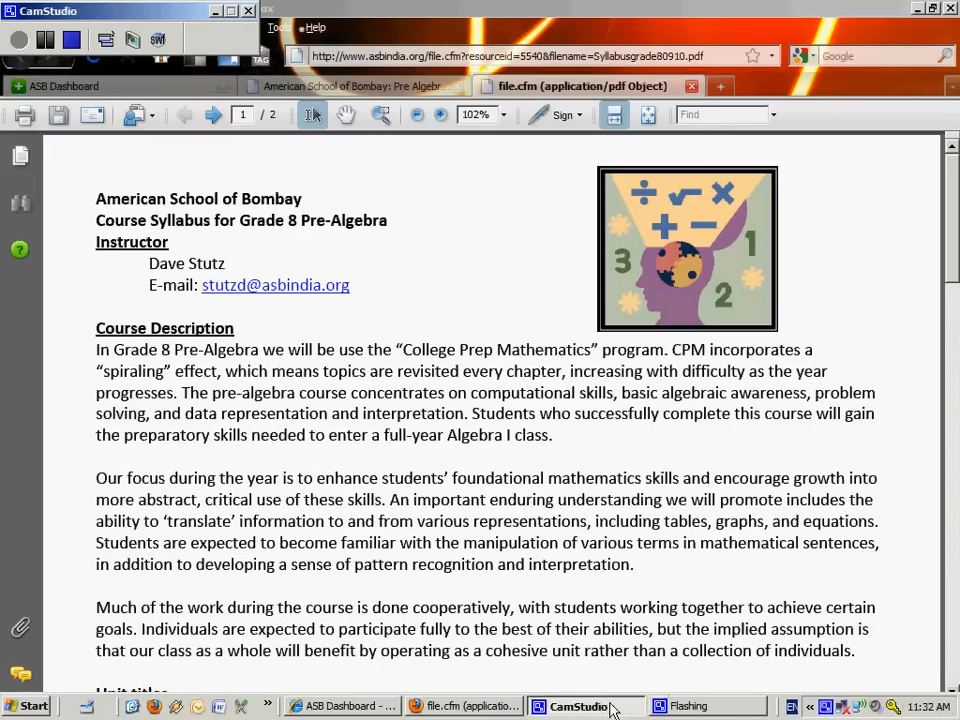 CamStudio
Tools Help
http://www.asbindia.org/file.cfm?resourceid=5540&filename=Syllabusgrade80910.pdf
Google
TAG
ASB Dashboard
American School of Bombay: Pre Algebr...
file.cfm (application/pdf Object)
1 / 2
102%
Sign
Find
American School of Bombay
Course Syllabus for Grade 8 Pre-Algebra
Instructor
Dave Stutz
E-mail: stutzd@asbindia.org
÷ √ ×
+ −
3 1
2
Course Description
In Grade 8 Pre-Algebra we will be use the “College Prep Mathematics” program. CPM incorporates a
“spiraling” effect, which means topics are revisited every chapter, increasing with difficulty as the year
progresses. The pre-algebra course concentrates on computational skills, basic algebraic awareness, problem
solving, and data representation and interpretation. Students who successfully complete this course will gain
the preparatory skills needed to enter a full-year Algebra I class.
Our focus during the year is to enhance students’ foundational mathematics skills and encourage growth into
more abstract, critical use of these skills. An important enduring understanding we will promote includes the
ability to ‘translate’ information to and from various representations, including tables, graphs, and equations.
Students are expected to become familiar with the manipulation of various terms in mathematical sentences,
in addition to developing a sense of pattern recognition and interpretation.
Much of the work during the course is done cooperatively, with students working together to achieve certain
goals. Individuals are expected to participate fully to the best of their abilities, but the implied assumption is
that our class as a whole will benefit by operating as a cohesive unit rather than a collection of individuals.
Unit titles
Start
ASB Dashboard - ...
file.cfm (applicatio...
CamStudio
Flashing
EN
11:32 AM